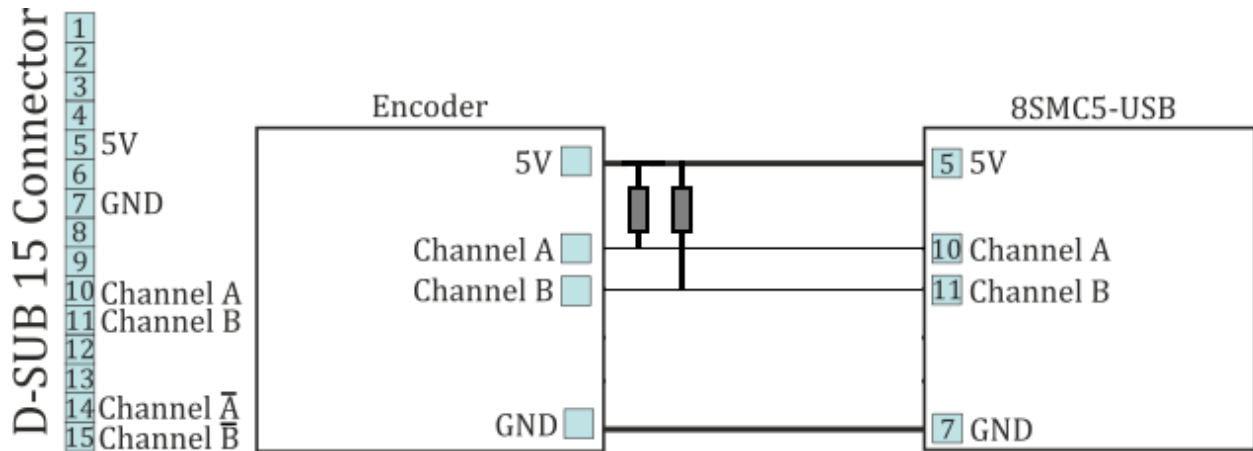 D-SUB 15 Connector
1
2
3
4
5 5V
6
7 GND
8
9
10 Channel A
11 Channel B
12
13
14 Channel A̅
15 Channel B̅
Encoder
5V
Channel A
Channel B
GND
8SMC5-USB
5 5V
10 Channel A
11 Channel B
7 GND